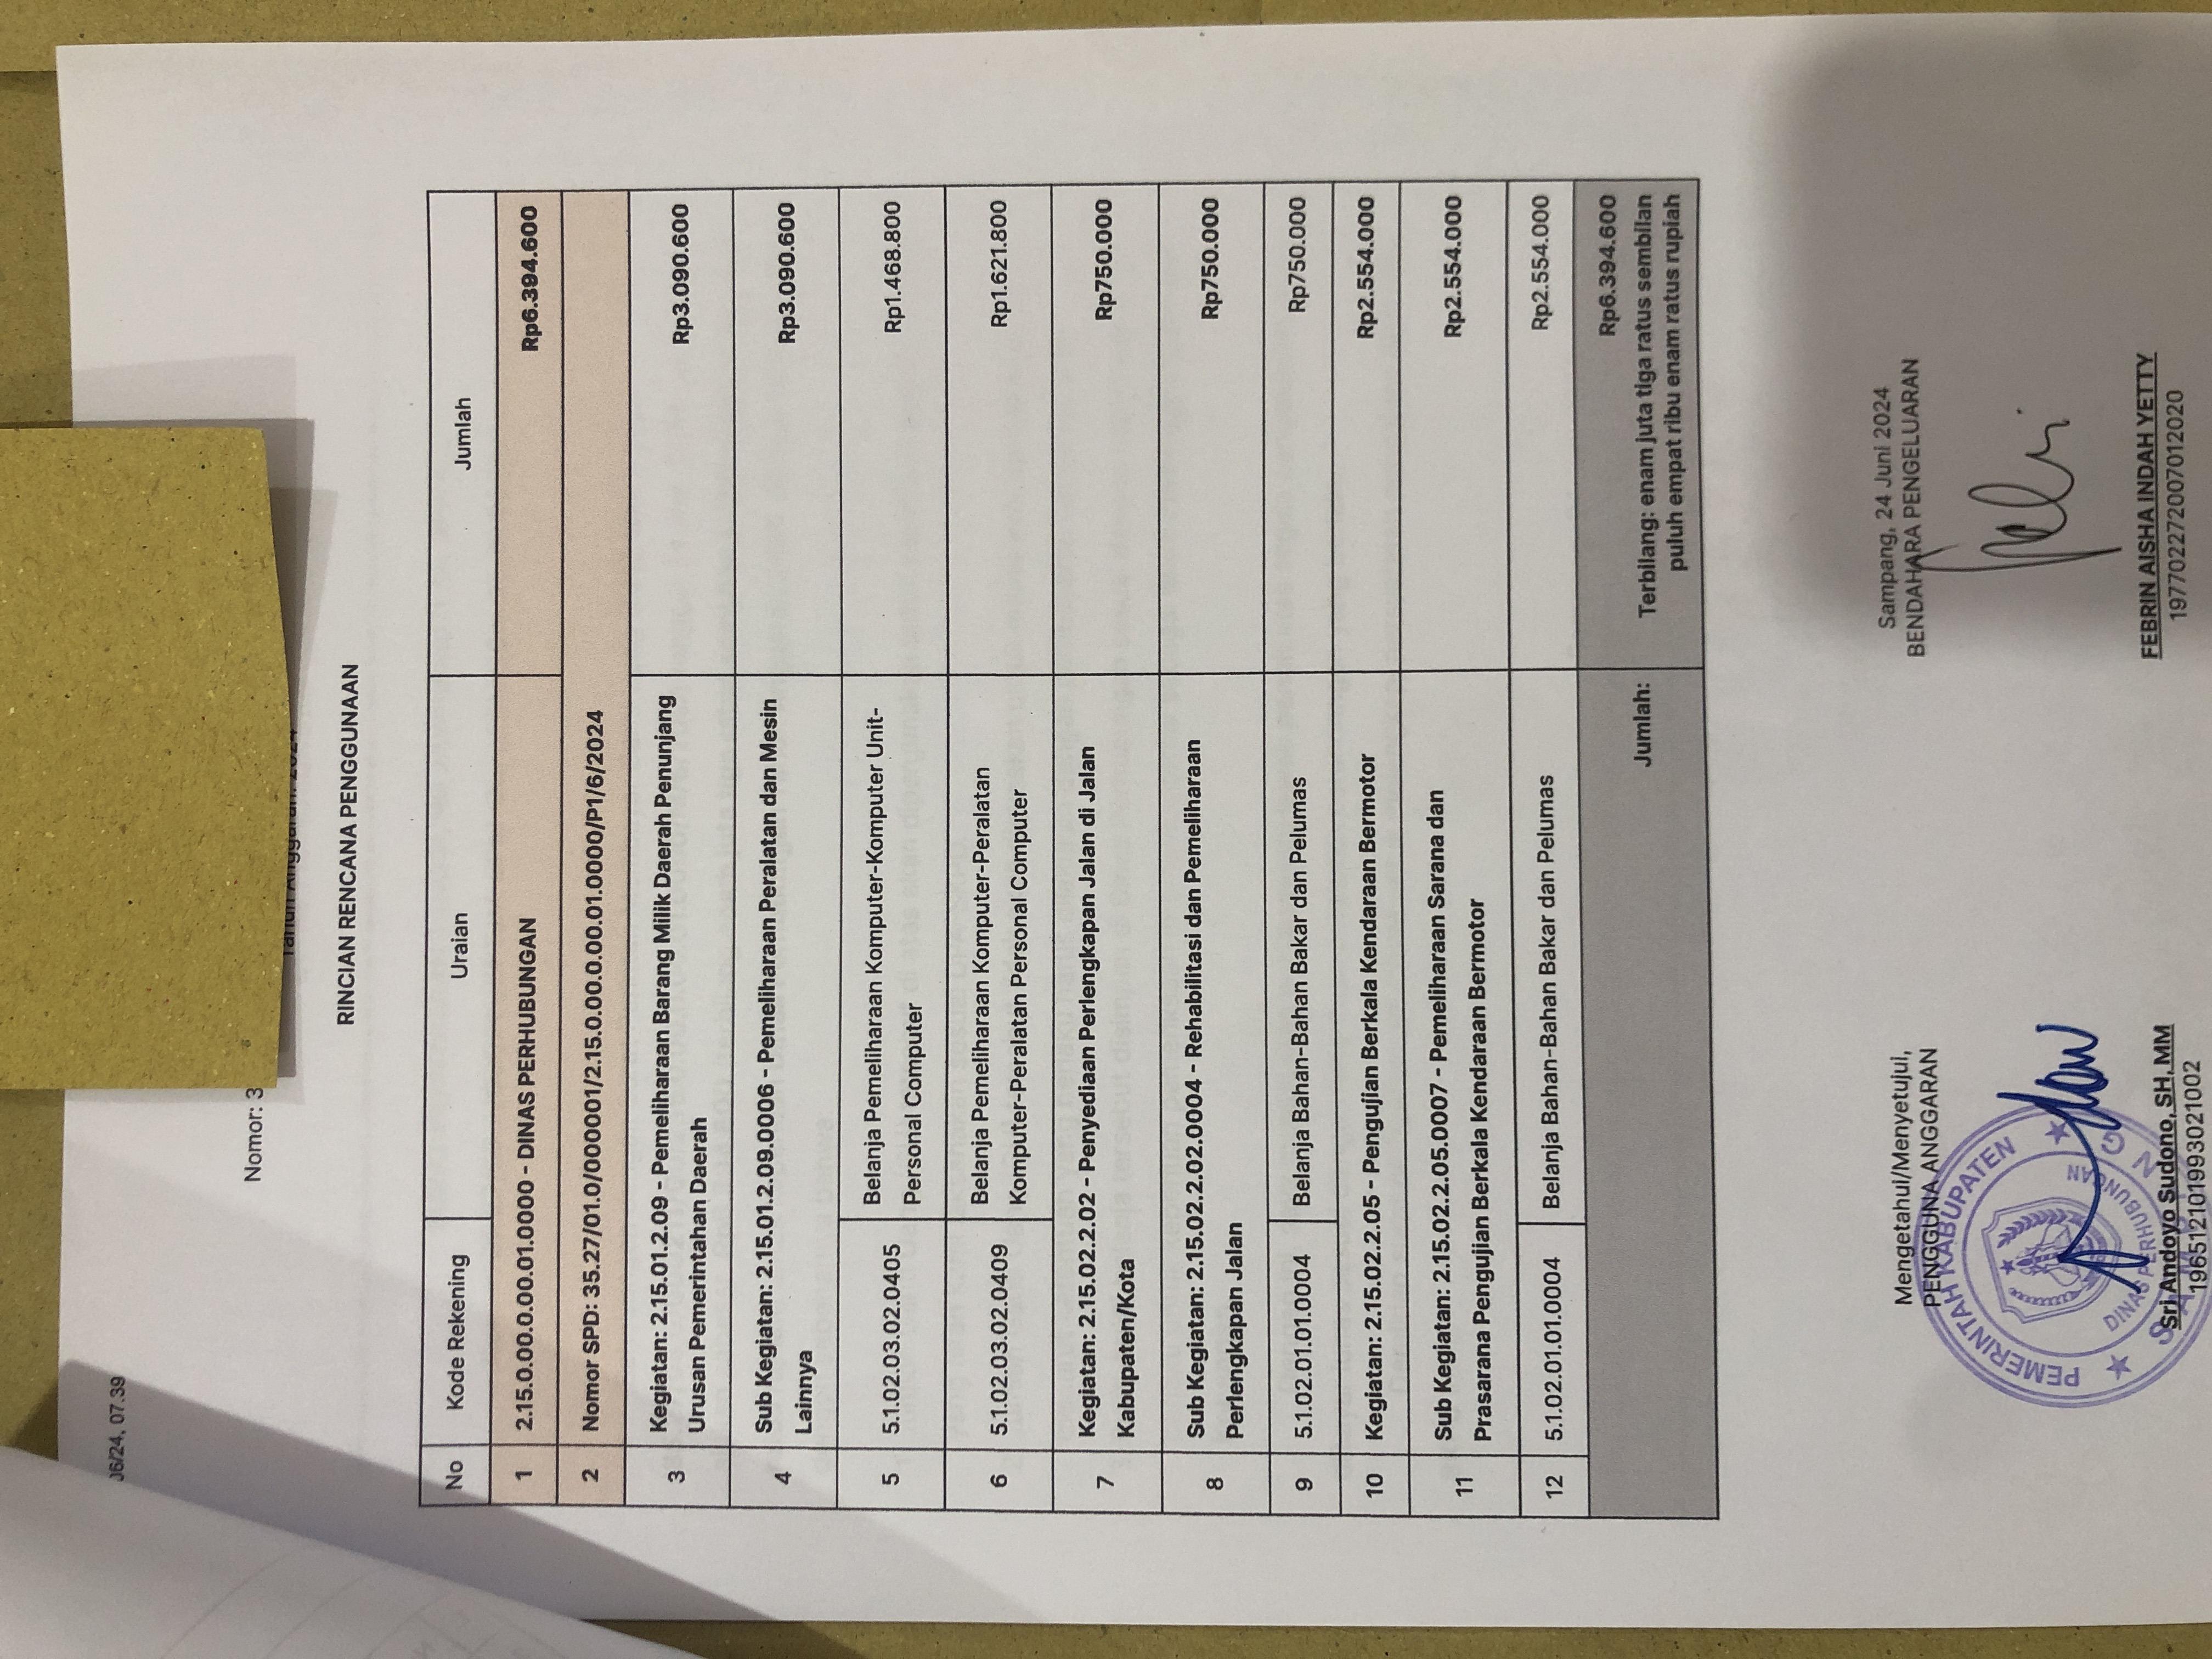 06/24, 07.39
Nomor: 3
Tahun Anggaran: 2024
RINCIAN RENCANA PENGGUNAAN
No Kode Rekening Uraian Jumlah
1 2.15.0.00.0.00.01.0000 - DINAS PERHUBUNGAN Rp6.394.600
2 Nomor SPD: 35.27/01.0/000001/2.15.0.00.0.00.01.0000/P1/6/2024
3 Kegiatan: 2.15.01.2.09 - Pemeliharaan Barang Milik Daerah Penunjang Rp3.090.600
Urusan Pemerintahan Daerah
4 Sub Kegiatan: 2.15.01.2.09.0006 - Pemeliharaan Peralatan dan Mesin Rp3.090.600
Lainnya
5 5.1.02.03.02.0405 Belanja Pemeliharaan Komputer-Komputer Unit- Rp1.468.800
Personal Computer
6 5.1.02.03.02.0409 Belanja Pemeliharaan Komputer-Peralatan Rp1.621.800
Komputer-Peralatan Personal Computer
7 Kegiatan: 2.15.02.2.02 - Penyediaan Perlengkapan Jalan di Jalan Rp750.000
Kabupaten/Kota
8 Sub Kegiatan: 2.15.02.2.02.0004 - Rehabilitasi dan Pemeliharaan Rp750.000
Perlengkapan Jalan
9 5.1.02.01.01.0004 Belanja Bahan-Bahan Bakar dan Pelumas Rp750.000
10 Kegiatan: 2.15.02.2.05 - Pengujian Berkala Kendaraan Bermotor Rp2.554.000
11 Sub Kegiatan: 2.15.02.2.05.0007 - Pemeliharaan Sarana dan Rp2.554.000
Prasarana Pengujian Berkala Kendaraan Bermotor
12 5.1.02.01.01.0004 Belanja Bahan-Bahan Bakar dan Pelumas Rp2.554.000
Jumlah: Rp6.394.600
Terbilang: enam juta tiga ratus sembilan
puluh empat ribu enam ratus rupiah
Mengetahui/Menyetujui,
PENGGUNA ANGGARAN
PEMERINTAH KABUPATEN
DINAS PERHUBUNGAN
SAMPANG
Sri Andoyo Sudono, SH, MM
196512101993021002
Sampang, 24 Juni 2024
BENDAHARA PENGELUARAN
FEBRIN AISHA INDAH YETTY
197702272007012020